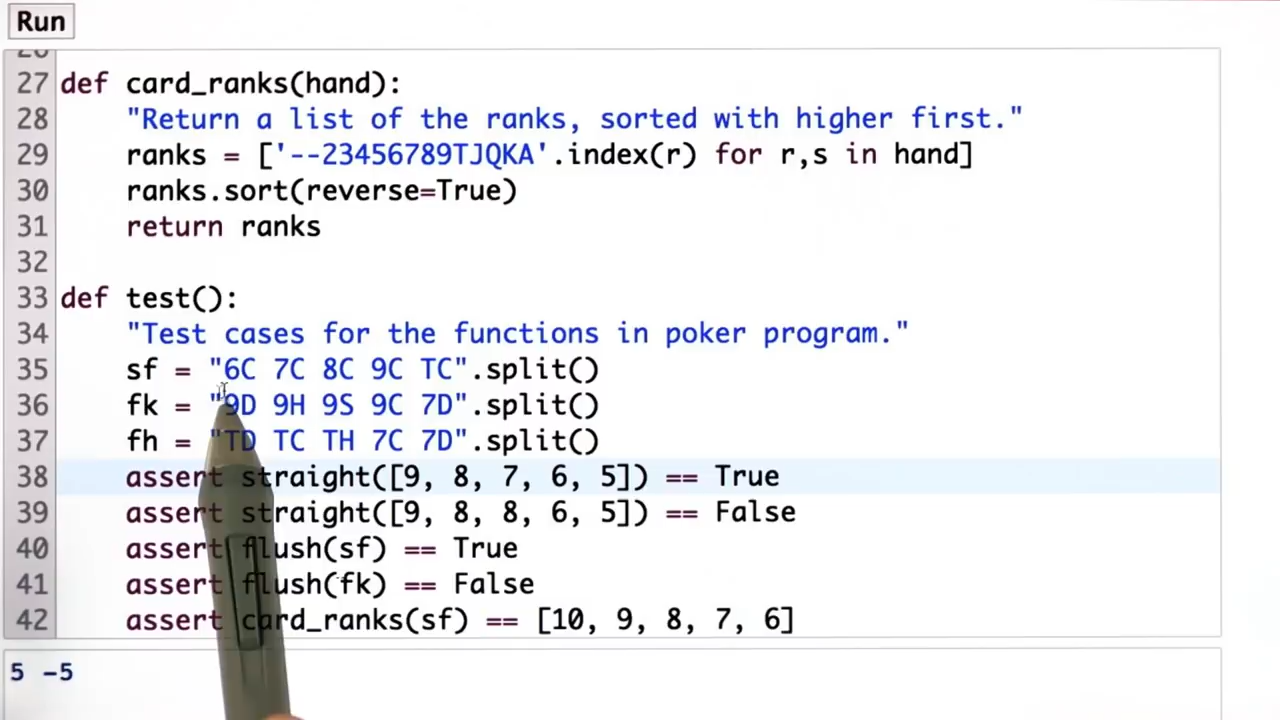 Run
27 def card_ranks(hand):
28 "Return a list of the ranks, sorted with higher first."
29 ranks = ['--23456789TJQKA'.index(r) for r,s in hand]
30 ranks.sort(reverse=True)
31 return ranks
32
33 def test():
34 "Test cases for the functions in poker program."
35 sf = "6C 7C 8C 9C TC".split()
36 fk = "9D 9H 9S 9C 7D".split()
37 fh = "TD TC TH 7C 7D".split()
38 assert straight([9, 8, 7, 6, 5]) == True
39 assert straight([9, 8, 8, 6, 5]) == False
40 assert flush(sf) == True
41 assert flush(fk) == False
42 assert card_ranks(sf) == [10, 9, 8, 7, 6]
5 -5